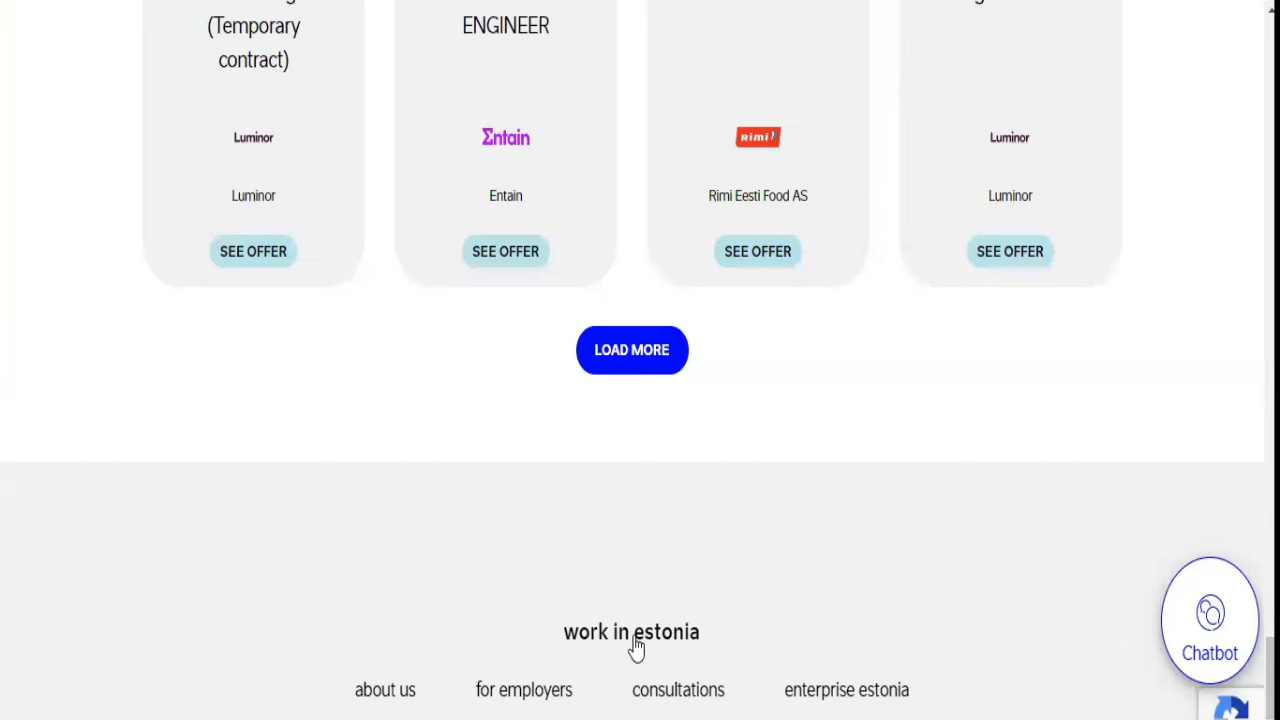 (Temporary
contract)
ENGINEER
Luminor
Σntain
Rimi
Luminor
Luminor
Entain
Rimi Eesti Food AS
Luminor
SEE OFFER
SEE OFFER
SEE OFFER
SEE OFFER
LOAD MORE
work in estonia
Chatbot
about us
for employers
consultations
enterprise estonia